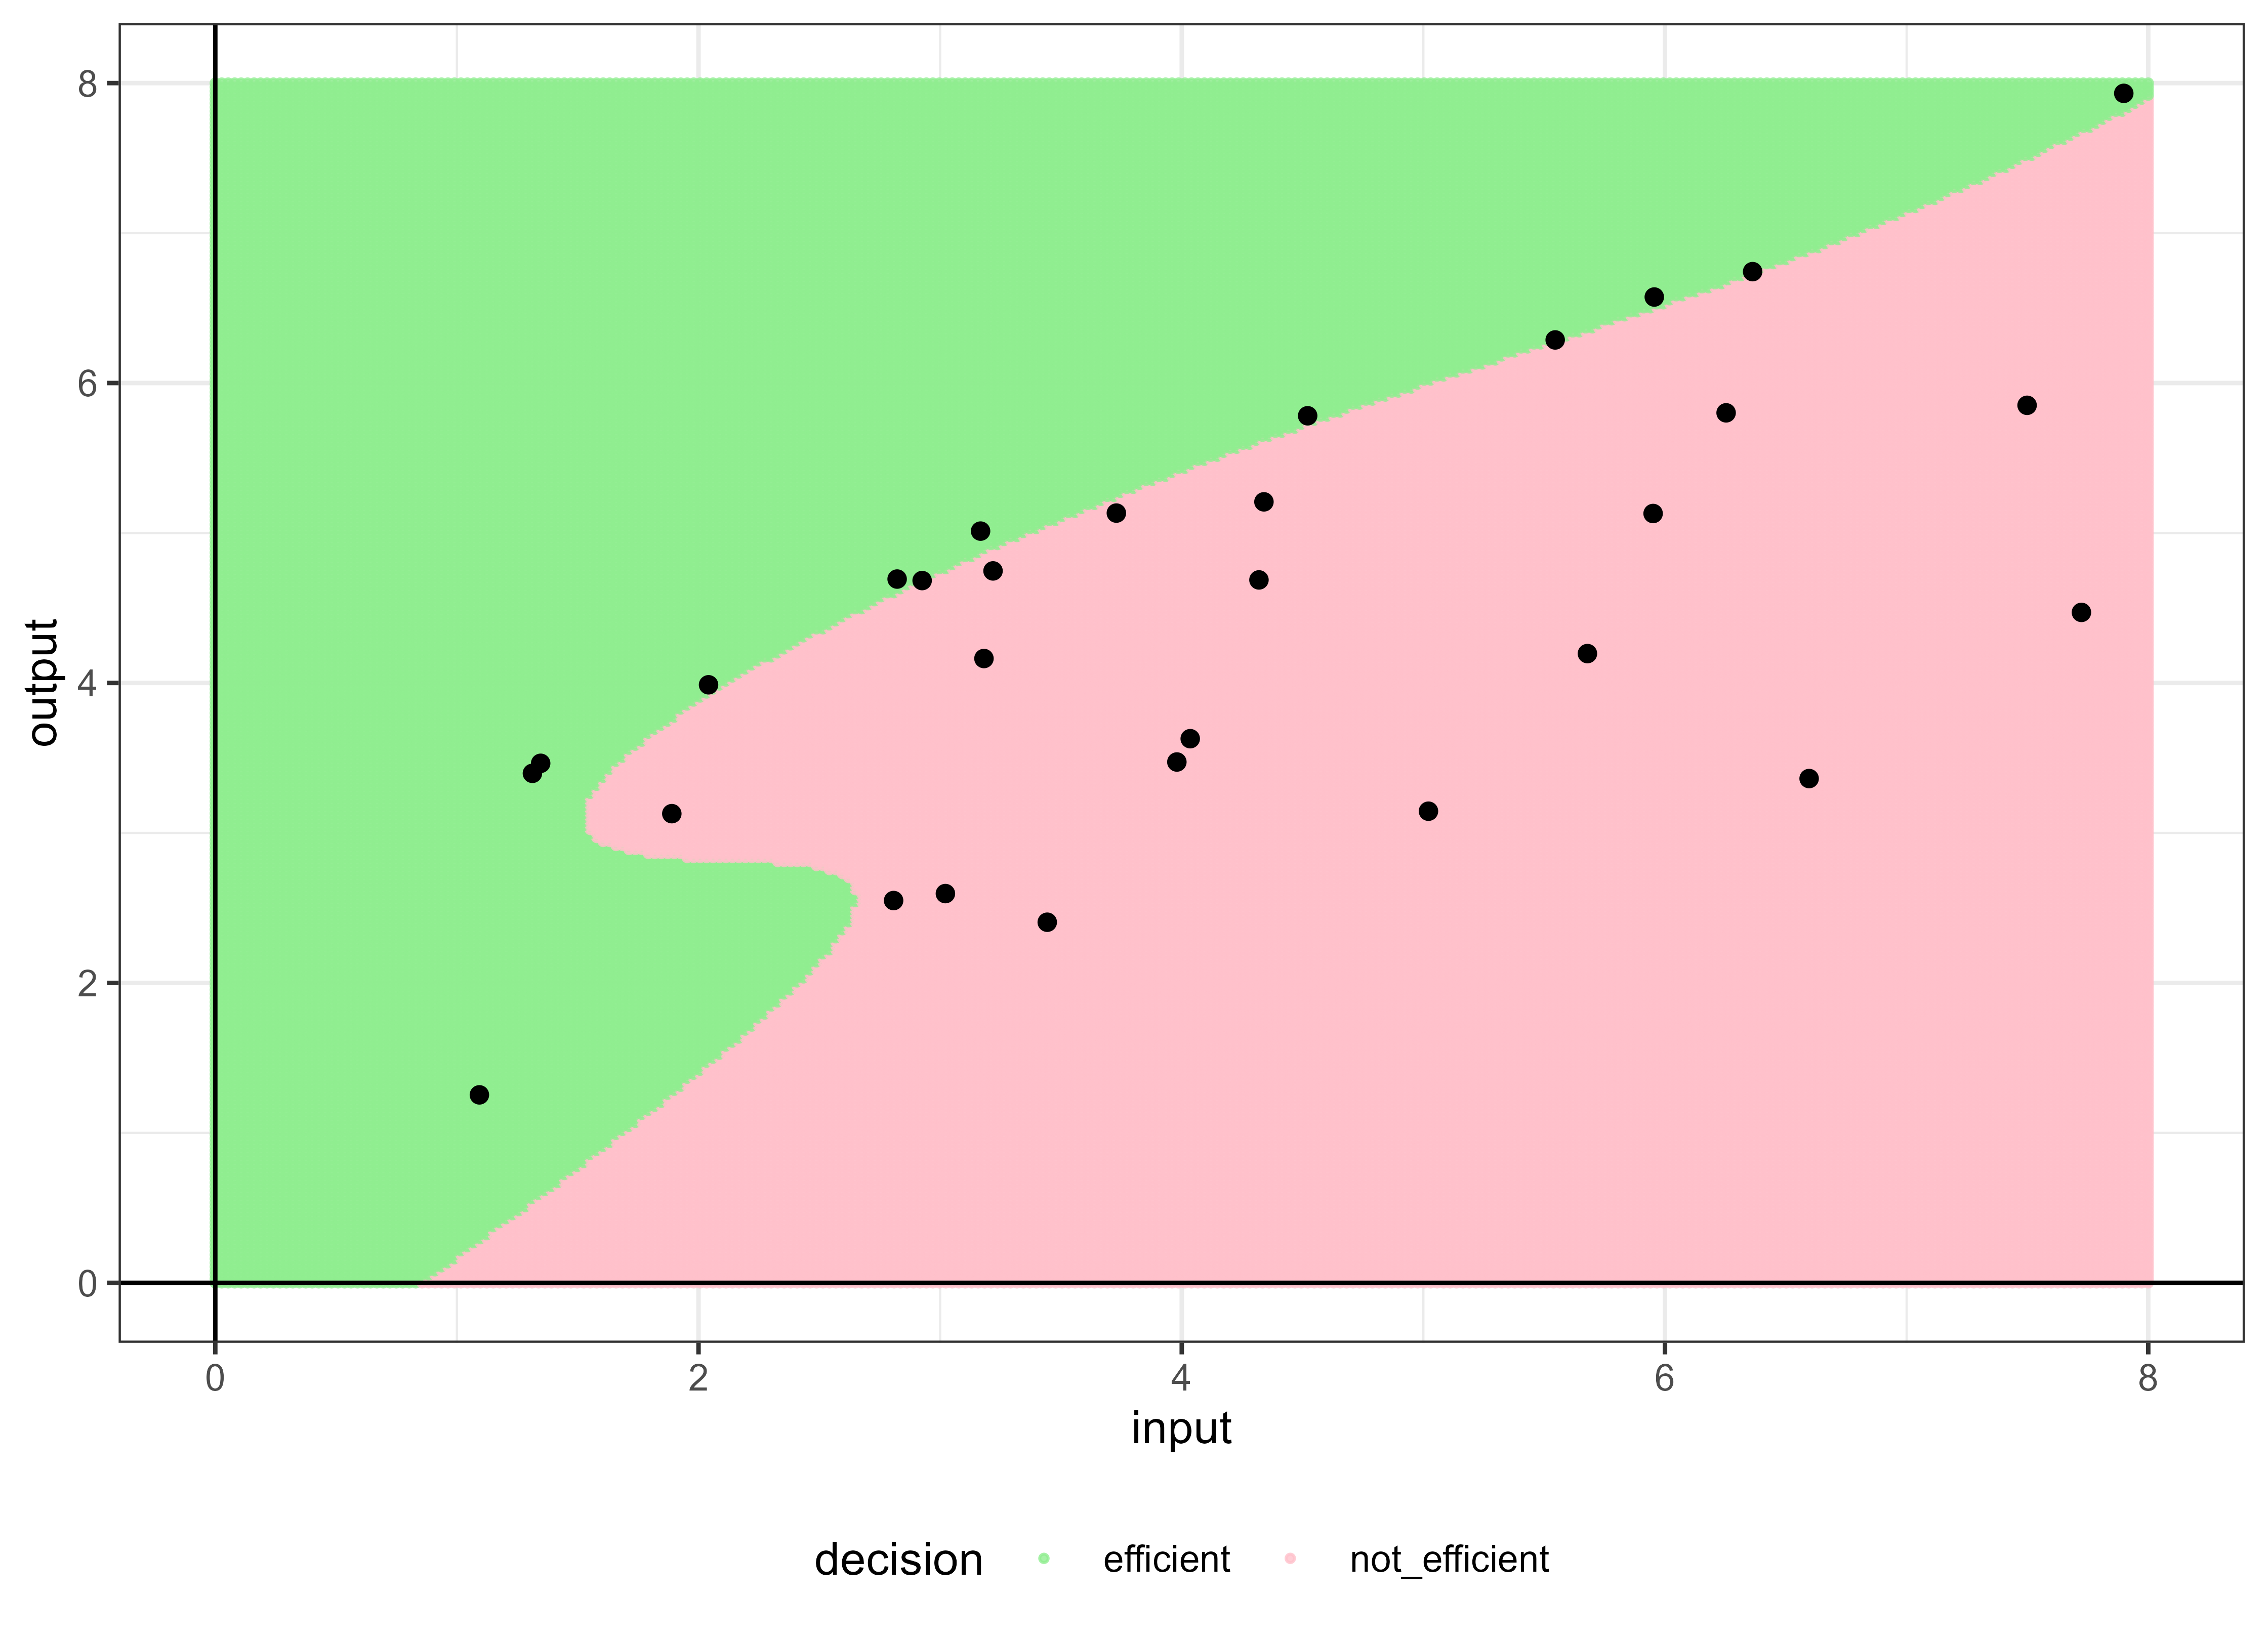 8
6
4
2
0
output
0 2 4 6 8
input
decision efficient not_efficient